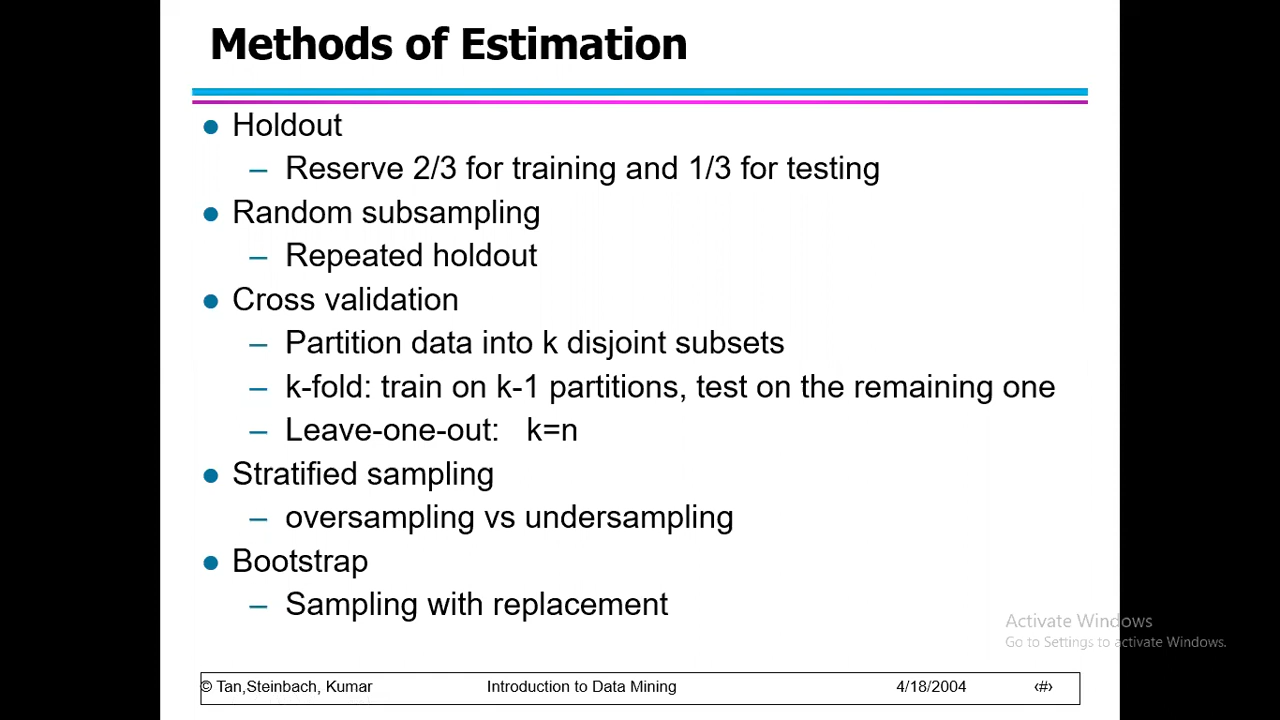 Methods of Estimation
● Holdout
– Reserve 2/3 for training and 1/3 for testing
● Random subsampling
– Repeated holdout
● Cross validation
– Partition data into k disjoint subsets
– k-fold: train on k-1 partitions, test on the remaining one
– Leave-one-out: k=n
● Stratified sampling
– oversampling vs undersampling
● Bootstrap
– Sampling with replacement
Activate Windows
Go to Settings to activate Windows.
© Tan,Steinbach, Kumar Introduction to Data Mining 4/18/2004 ‹#›